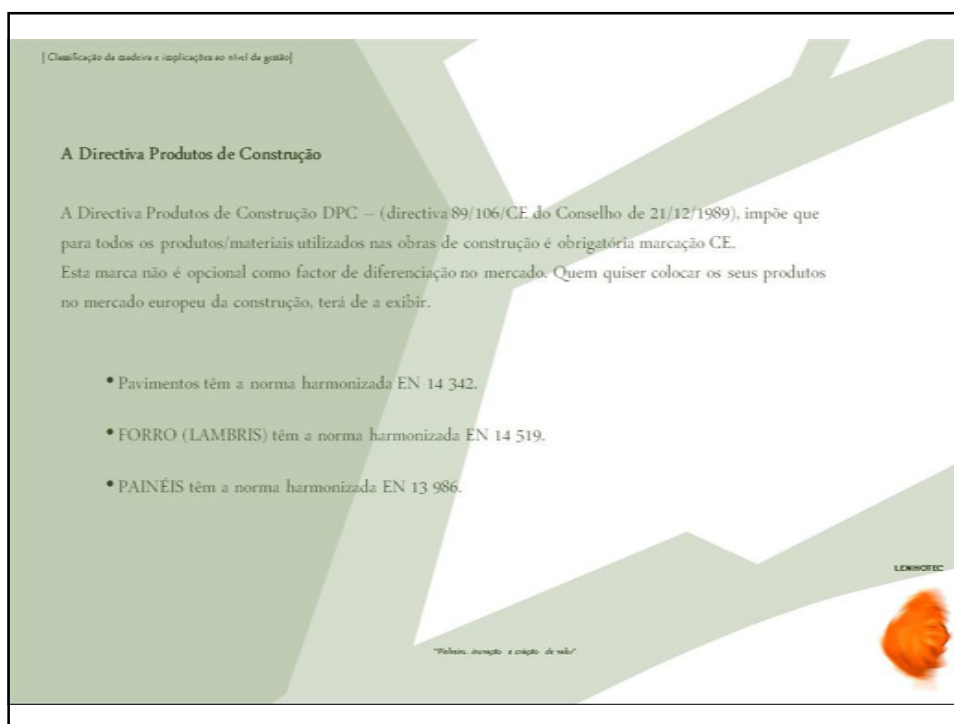 | Classificação da madeira e implicações ao nível da gestão|
A Directiva Produtos de Construção
A Directiva Produtos de Construção DPC – (directiva 89/106/CE do Conselho de 21/12/1989), impõe que
para todos os produtos/materiais utilizados nas obras de construção é obrigatória marcação CE.
Esta marca não é opcional como factor de diferenciação no mercado. Quem quiser colocar os seus produtos
no mercado europeu da construção, terá de a exibir.
• Pavimentos têm a norma harmonizada EN 14 342.
• FORRO (LAMBRIS) têm a norma harmonizada EN 14 519.
• PAINÉIS têm a norma harmonizada EN 13 986.
LENHOTEC
"Pinheiro, inovação e criação de valor"